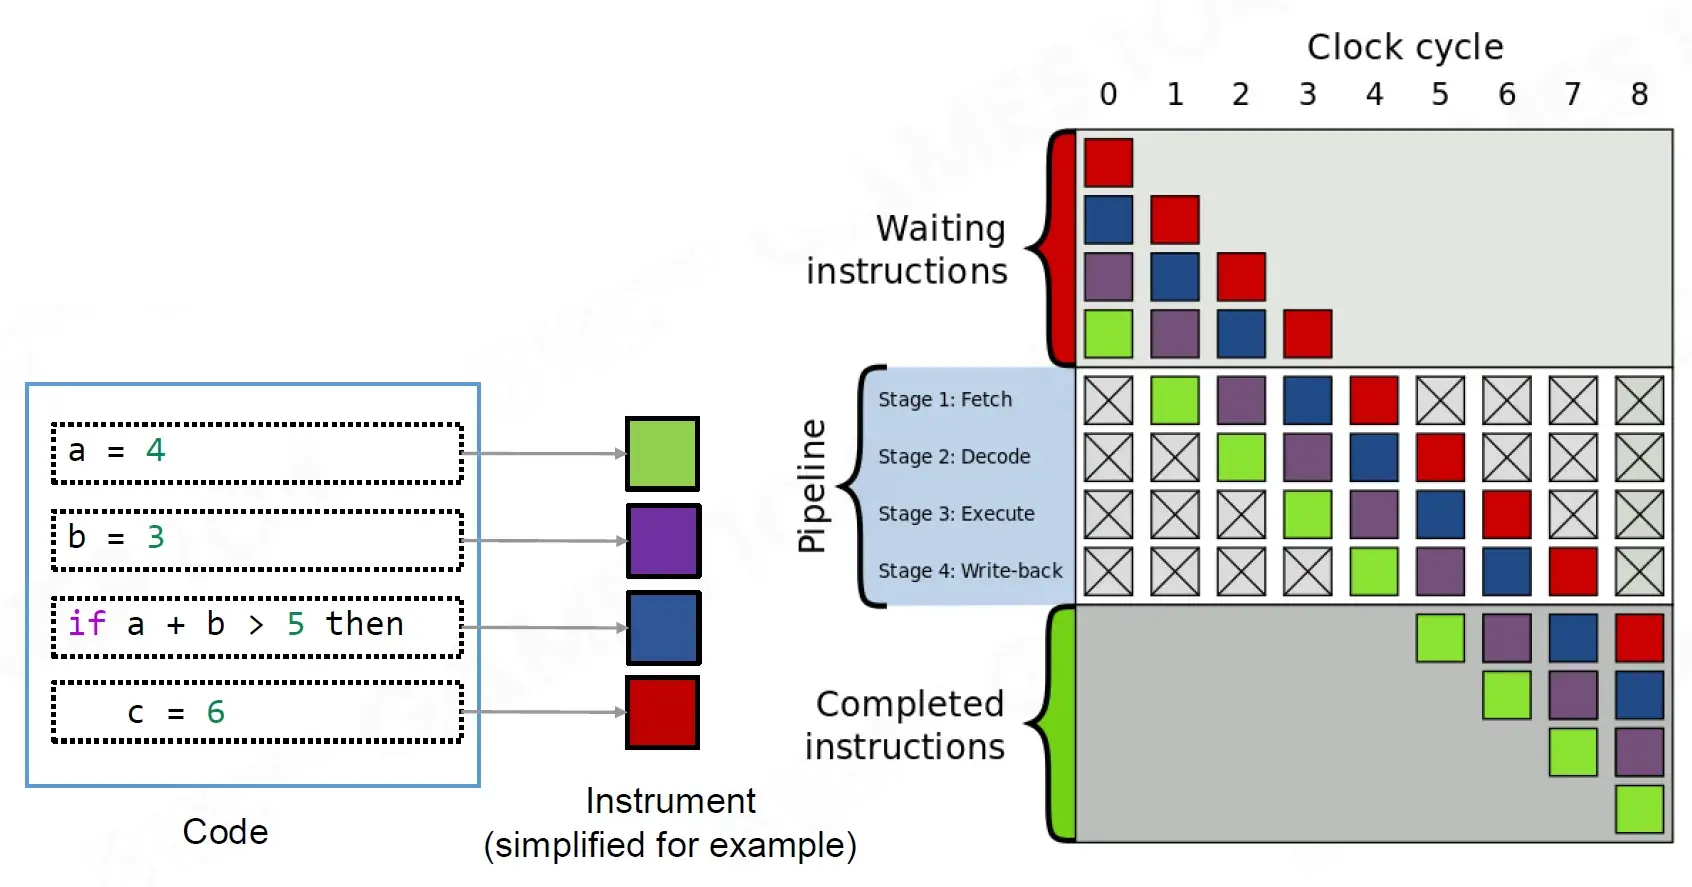 Clock cycle
0 1 2 3 4 5 6 7 8
Waiting
instructions
Pipeline
Stage 1: Fetch
Stage 2: Decode
Stage 3: Execute
Stage 4: Write-back
Completed
instructions
a = 4
b = 3
if a + b > 5 then
c = 6
Code
Instrument
(simplified for example)